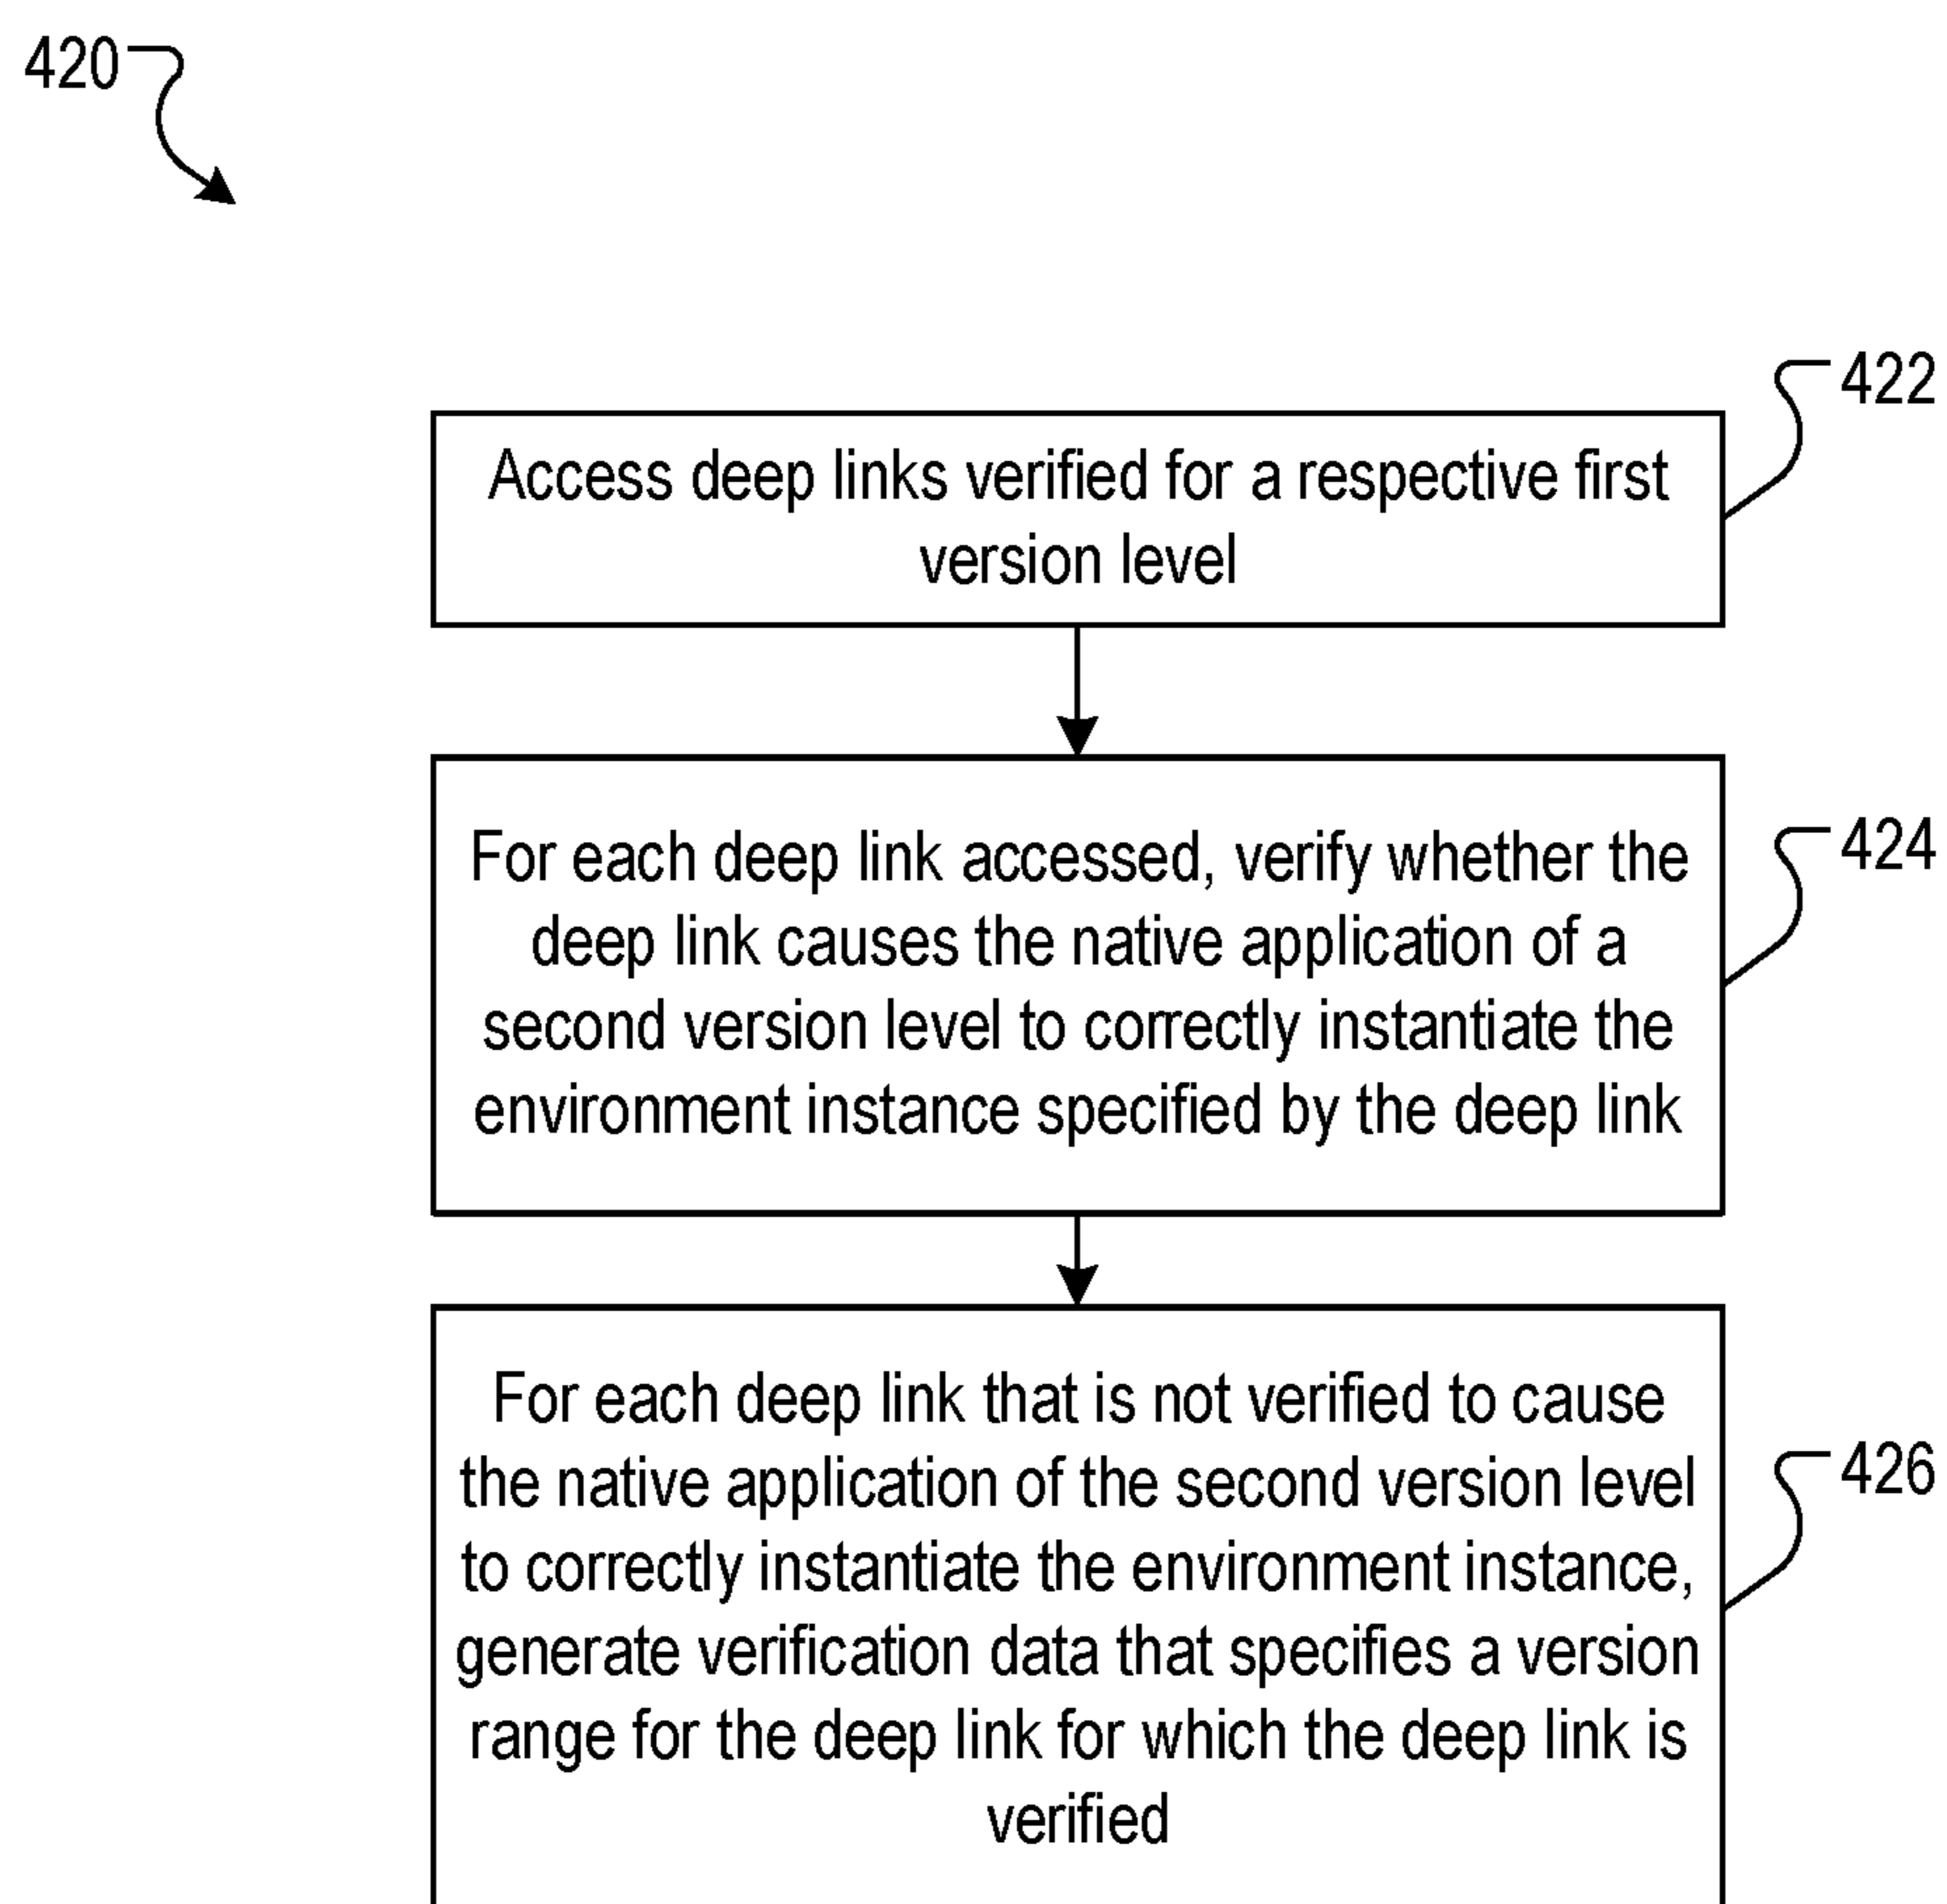 420
422
Access deep links verified for a respective first
version level
424
For each deep link accessed, verify whether the
deep link causes the native application of a
second version level to correctly instantiate the
environment instance specified by the deep link
For each deep link that is not verified to cause
the native application of the second version level
426
to correctly instantiate the environment instance,
generate verification data that specifies a version
range for the deep link for which the deep link is
verified